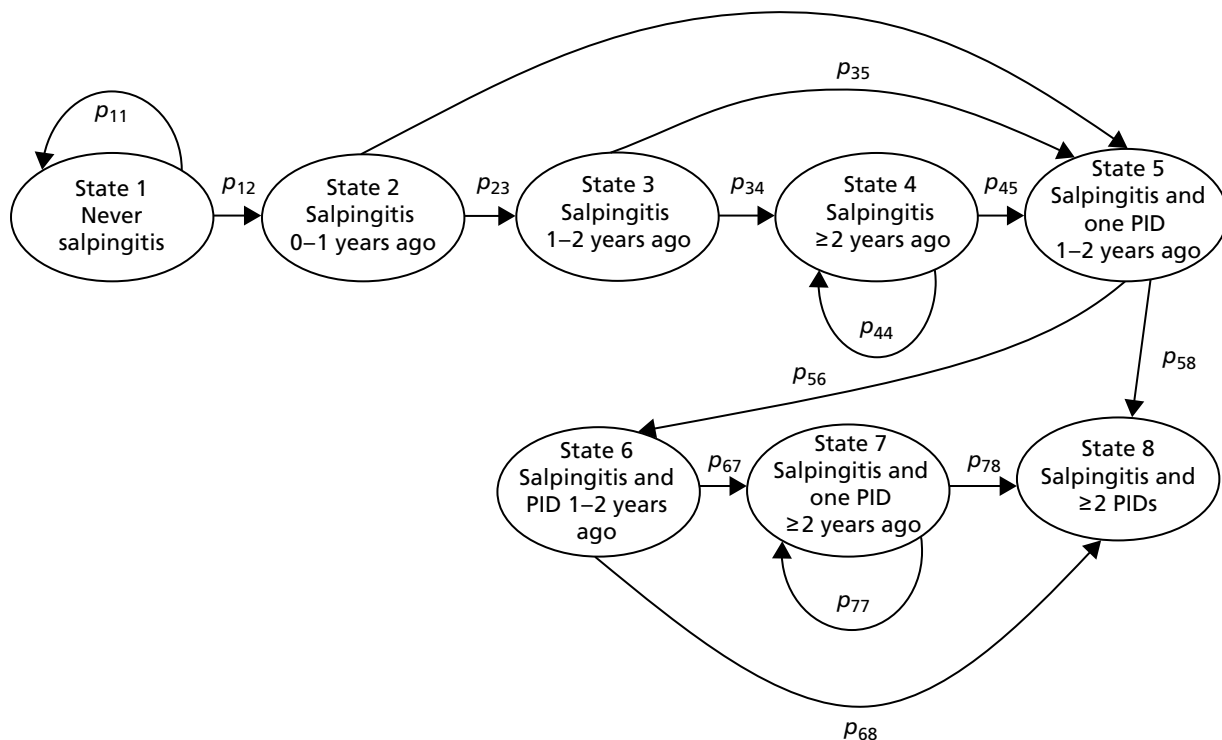 p35
p11
State 1
Never
salpingitis
p12
State 2
Salpingitis
0–1 years ago
p23
State 3
Salpingitis
1–2 years ago
p34
State 4
Salpingitis
≥2 years ago
p45
State 5
Salpingitis and
one PID
1–2 years ago
p44
p56
p58
State 6
Salpingitis and
PID 1–2 years
ago
p67
State 7
Salpingitis and
one PID
≥2 years ago
p78
State 8
Salpingitis and
≥2 PIDs
p77
p68